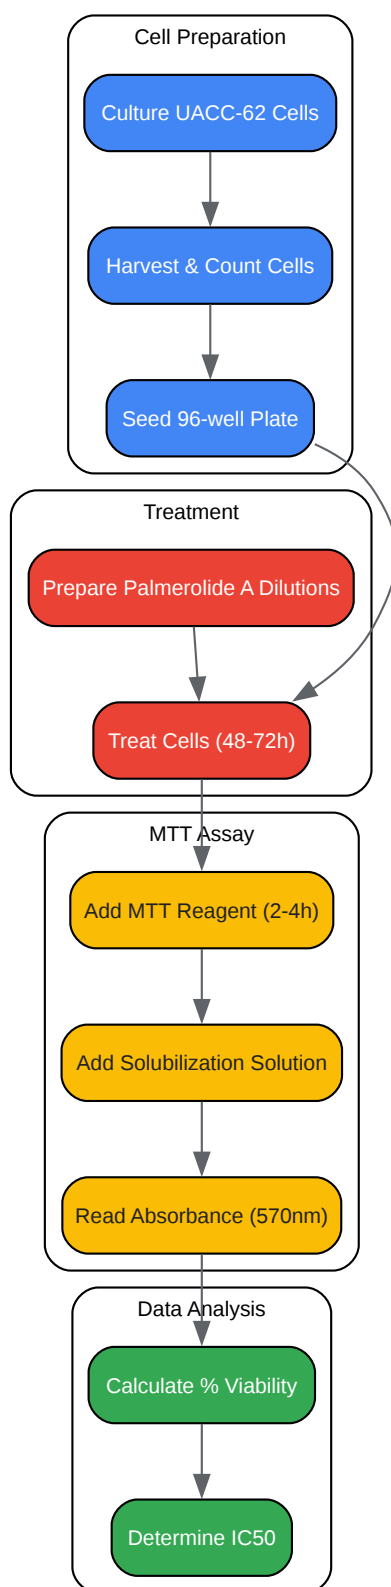 Cell Preparation
Culture UACC-62 Cells
Harvest & Count Cells
Seed 96-well Plate
Treatment
Prepare Palmerolide A Dilutions
Treat Cells (48-72h)
MTT Assay
Add MTT Reagent (2-4h)
Add Solubilization Solution
Read Absorbance (570nm)
Data Analysis
Calculate % Viability
Determine IC50